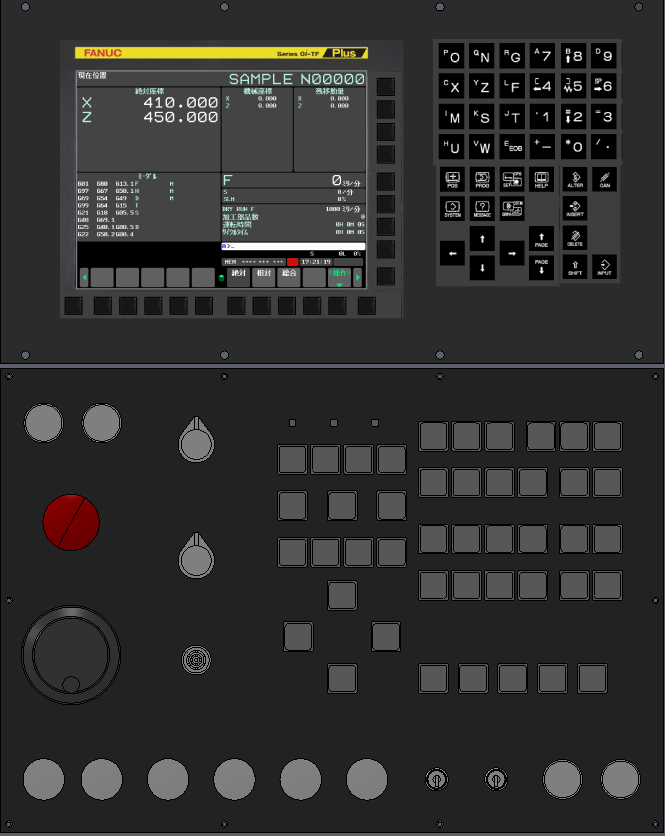 FANUC Series 0i-TF Plus
現在位置
SAMPLE N00000
絶対座標 機械座標 残移動量
X 410.000 X 0.000 X 0.000
Z 450.000 Z 0.000 Z 0.000
モーダル
G01 G80 G13.1 F M
G97 G67 G50.1 H M
G69 G54 G49 D M
G99 G64 G15 T
G21 G18 G05.5 S
G40 G69.1
G25 G40.1 G80.5 B
G22 G50.2 G80.4
F 0 ミリ/分
S 0/分
SLM 0%
DRY RUN F 1000 ミリ/分
加工部品数 0
運転時間 0H 0M 0S
サイクルタイム 0H 0M 0S
A>_
S 0L 0%
MEM **** *** *** 17:21:19
絶対 相対 総合 (操作)
P O Q N R G A 7 B 8 D 9
C X Y Z L F [ 4 ] 5 SP 6
I M K S J T , 1 # 2 = 3
H U V W E EOB + - * 0 / .
POS PROG HELP ALTER CAN
SYSTEM MESSAGE INSERT
DELETE
PAGE
PAGE SHIFT INPUT